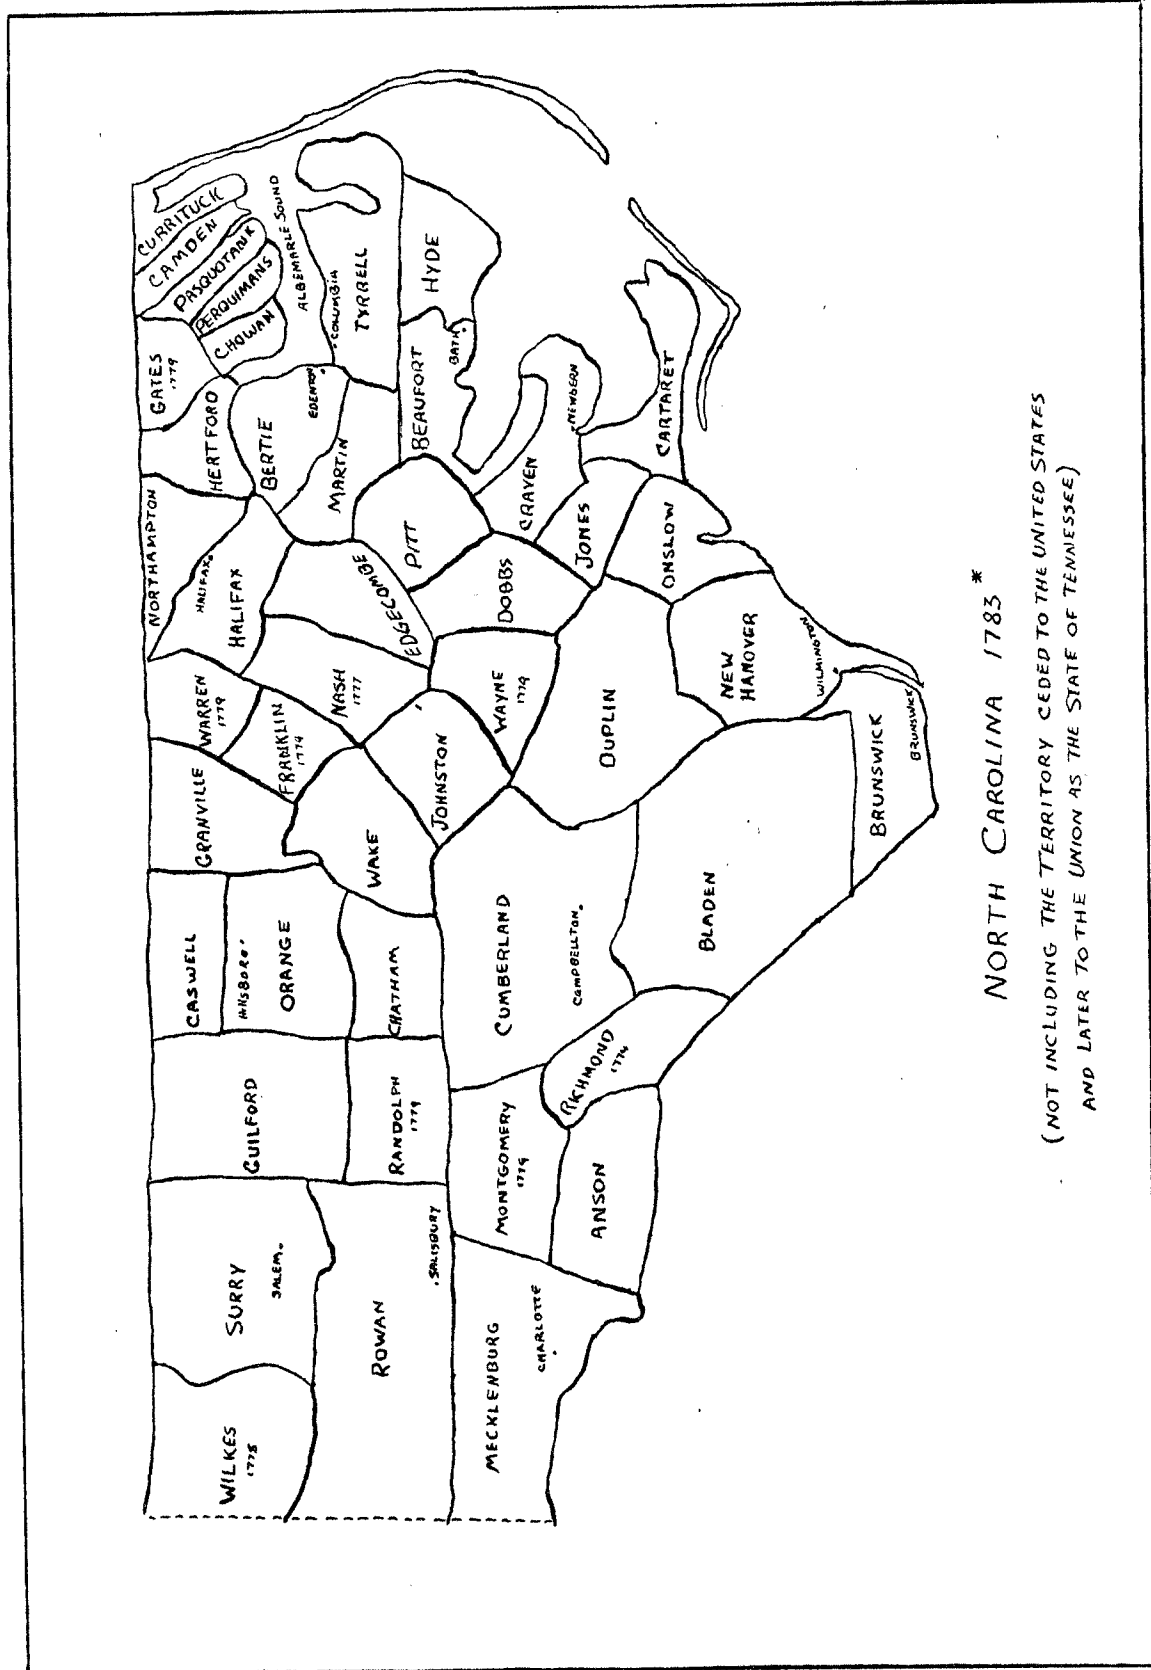 CURRITUCK
CAMDEN
PASQUOTANK
PERQUIMANS
CHOWAN
GATES
1779
HERTFORD
NORTHAMPTON
BERTIE
EDENTON
ALBEMARLE SOUND
COLUMBIA
TYRRELL
HYDE
BATH
BEAUFORT
MARTIN
HALIFAX
HALIFAX
WARREN
1779
FRANKLIN
1779
NASH
1777
EDGECOMBE
PITT
CRAVEN
NEWBERN
CARTARET
JONES
ONSLOW
DOBBS
WAYNE
1779
JOHNSTON
DUPLIN
NEW
HANOVER
WILMINGTON
BRUNSWICK
BRUNSWICK
BLADEN
GRANVILLE
WAKE
CASWELL
HILLSBORO
ORANGE
CHATHAM
CUMBERLAND
CAMPBELLTON
RICHMOND
1779
GUILFORD
RANDOLPH
1779
MONTGOMERY
1779
ANSON
SURRY
SALEM
ROWAN
SALISBURY
MECKLENBURG
CHARLOTTE
WILKES
1778
NORTH CAROLINA 1783 *
(NOT INCLUDING THE TERRITORY CEDED TO THE UNITED STATES
AND LATER TO THE UNION AS THE STATE OF TENNESSEE)